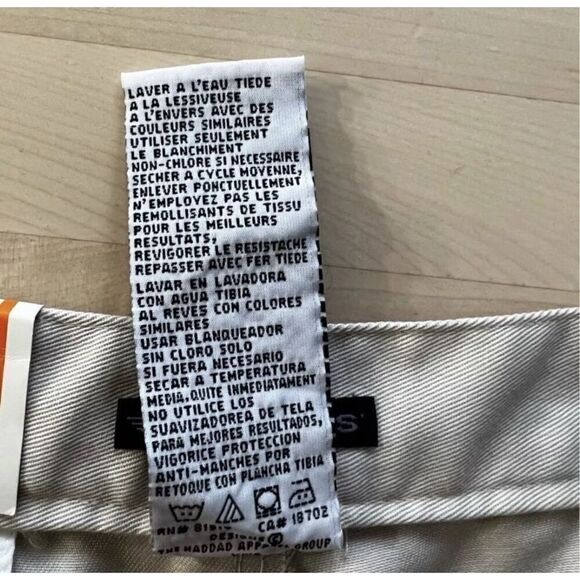 LAVER A L'EAU TIEDE
A LA LESSIVEUSE
A L'ENVERS AVEC DES
COULEURS SIMILAIRES
UTILISER SEULEMENT
LE BLANCHIMENT
NON-CHLORE SI NECESSAIRE
SECHER A CYCLE MOYENNE,
ENLEVER PONCTUELLEMENT
N'EMPLOYEZ PAS LES
REMOLLISANTS DE TISSU
POUR LES MEILLEURS
RESULTATS,
REVIGORER LE RESISTACHE
REPASSER AVEC FER TIEDE
LAVAR EN LAVADORA
CON AGUA TIBIA
AL REVES CON COLORES
SIMILARES
USAR BLANQUEADOR
SIN CLORO SOLO
SI FUERA NECESARIO
SECAR A TEMPERATURA
MEDIA, QUITE INMEDIATAMENT
NO UTILICE LOS
SUAVIZADORA DE TELA
PARA MEJORES RESULTADOS,
VIGORICE PROTECCION
ANTI-MANCHES POR
RETOQUE CON PLANCHA TIBIA
RN# CA# 18702
DESIGNS ©
THE HADDAD APPAREL GROUP